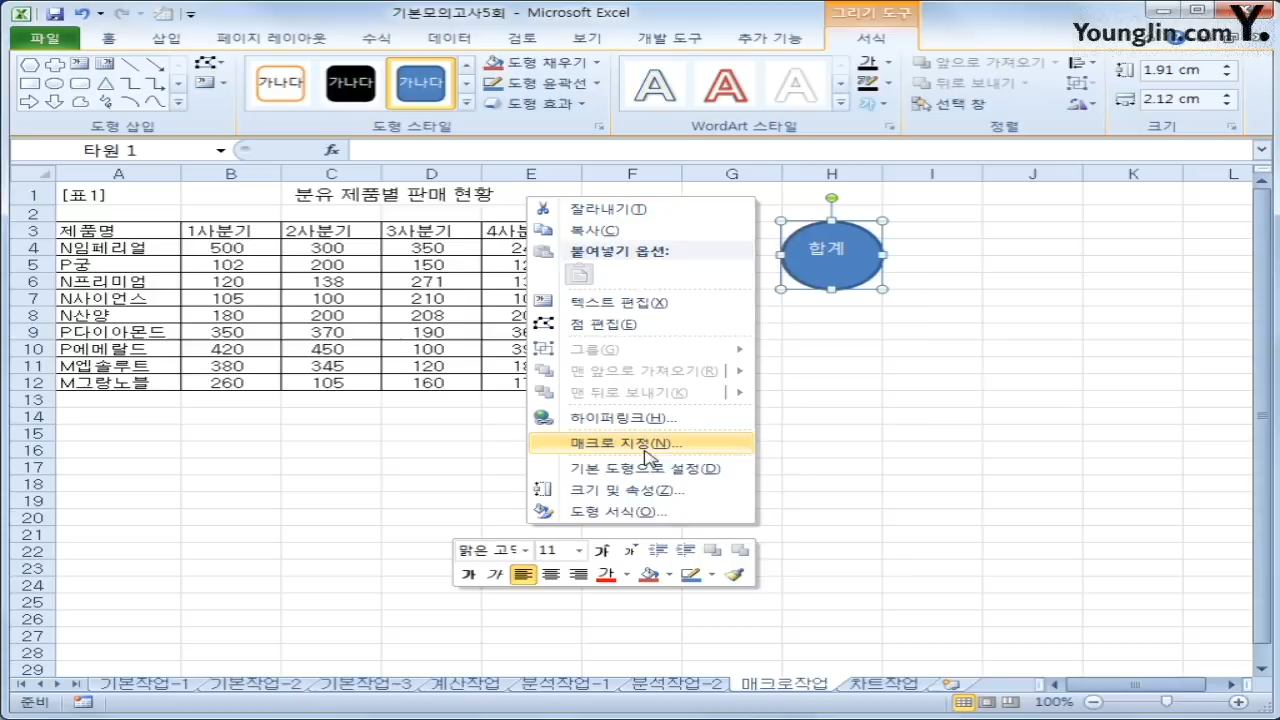 기본모의고사5회 - Microsoft Excel
그리기 도구
Younglin.com Y.
파일 홈 삽입 페이지 레이아웃 수식 데이터 검토 보기 개발 도구 추가 기능 서식
가나다 가나다 가나다
도형 채우기
도형 윤곽선
도형 효과
A A A
가
앞으로 가져오기
뒤로 보내기
선택 창
1.91 cm
2.12 cm
도형 삽입 도형 스타일 WordArt 스타일 정렬 크기
타원 1 fx
A B C D E F G H I J K L
1 [표1] 분유 제품별 판매 현황
2
3 제품명 1사분기 2사분기 3사분기
4 N임페리얼 500 300 350
5 P궁 102 200 150
6 N프리미엄 120 138 271
7 N사이언스 105 100 210
8 N산양 180 200 208
9 P다이아몬드 350 370 190
10 P에메랄드 420 450 100
11 M엡솔루트 380 345 120
12 M그랑노블 260 105 160
13
14
15
16
17
18
19
20
21
22
23
24
25
26
27
28
29
합계
잘라내기(T)
복사(C)
붙여넣기 옵션:
텍스트 편집(X)
점 편집(E)
그룹(G)
맨 앞으로 가져오기(R)
맨 뒤로 보내기(K)
하이퍼링크(H)...
매크로 지정(N)...
기본 도형으로 설정(D)
크기 및 속성(Z)...
도형 서식(O)...
맑은 고딕 11 가 가
가 가 가
기본작업-1 기본작업-2 기본작업-3 계산작업 분석작업-1 분석작업-2 매크로작업 차트작업
준비 100%